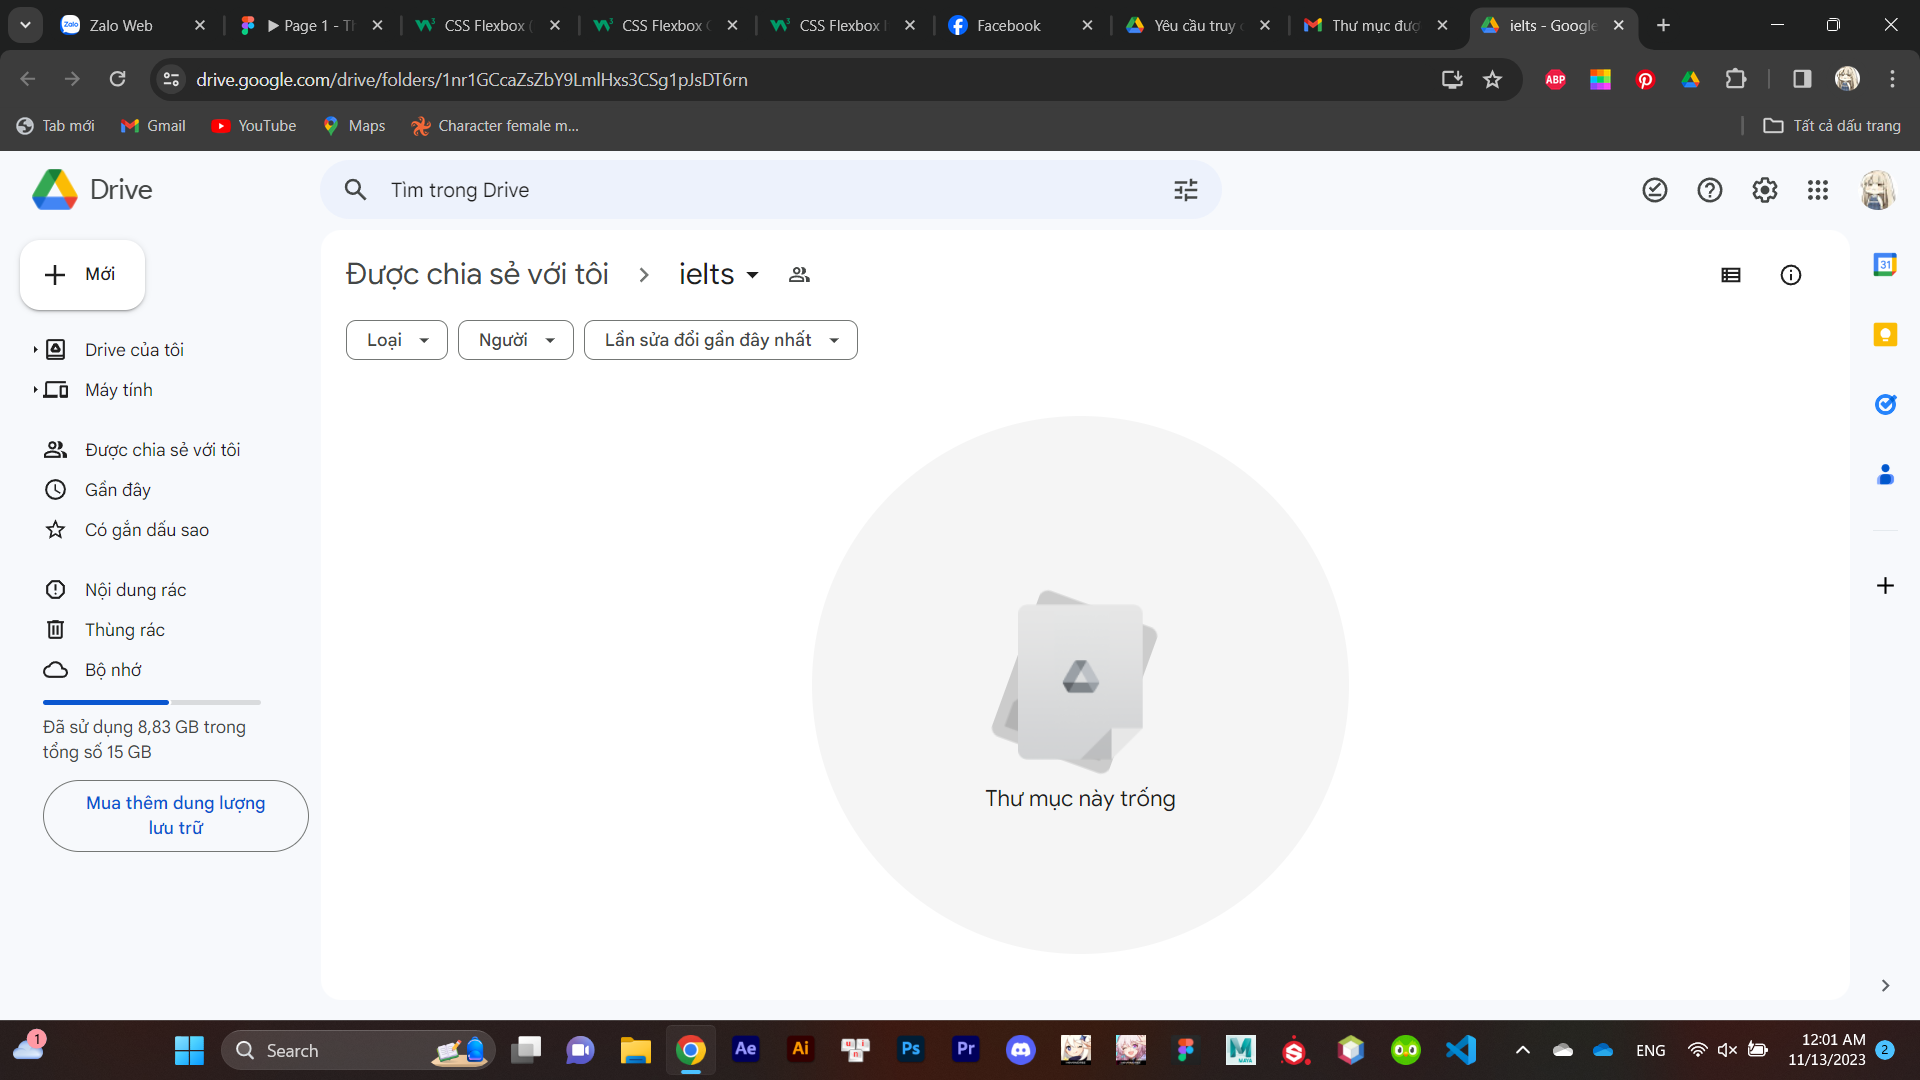 Zalo Web
Page 1 - Th
CSS Flexbox (
CSS Flexbox
CSS Flexbox
Facebook
Yêu cầu truy
Thư mục đượ
ielts - Google
drive.google.com/drive/folders/1nr1GCcaZsZbY9LmlHxs3CSg1pJsDT6rn
ABP
Tab mới
Gmail
YouTube
Maps
Character female m...
Tất cả dấu trang
Drive
Tìm trong Drive
Mới
Được chia sẻ với tôi
ielts
31
Loại
Người
Lần sửa đổi gần đây nhất
Drive của tôi
Máy tính
Được chia sẻ với tôi
Gần đây
Có gắn dấu sao
Nội dung rác
Thùng rác
Bộ nhớ
Đã sử dụng 8,83 GB trong
tổng số 15 GB
Mua thêm dung lượng
lưu trữ
Thư mục này trống
1
Search
Ae
Ai
Ps
Pr
ENG
12:01 AM
11/13/2023
2